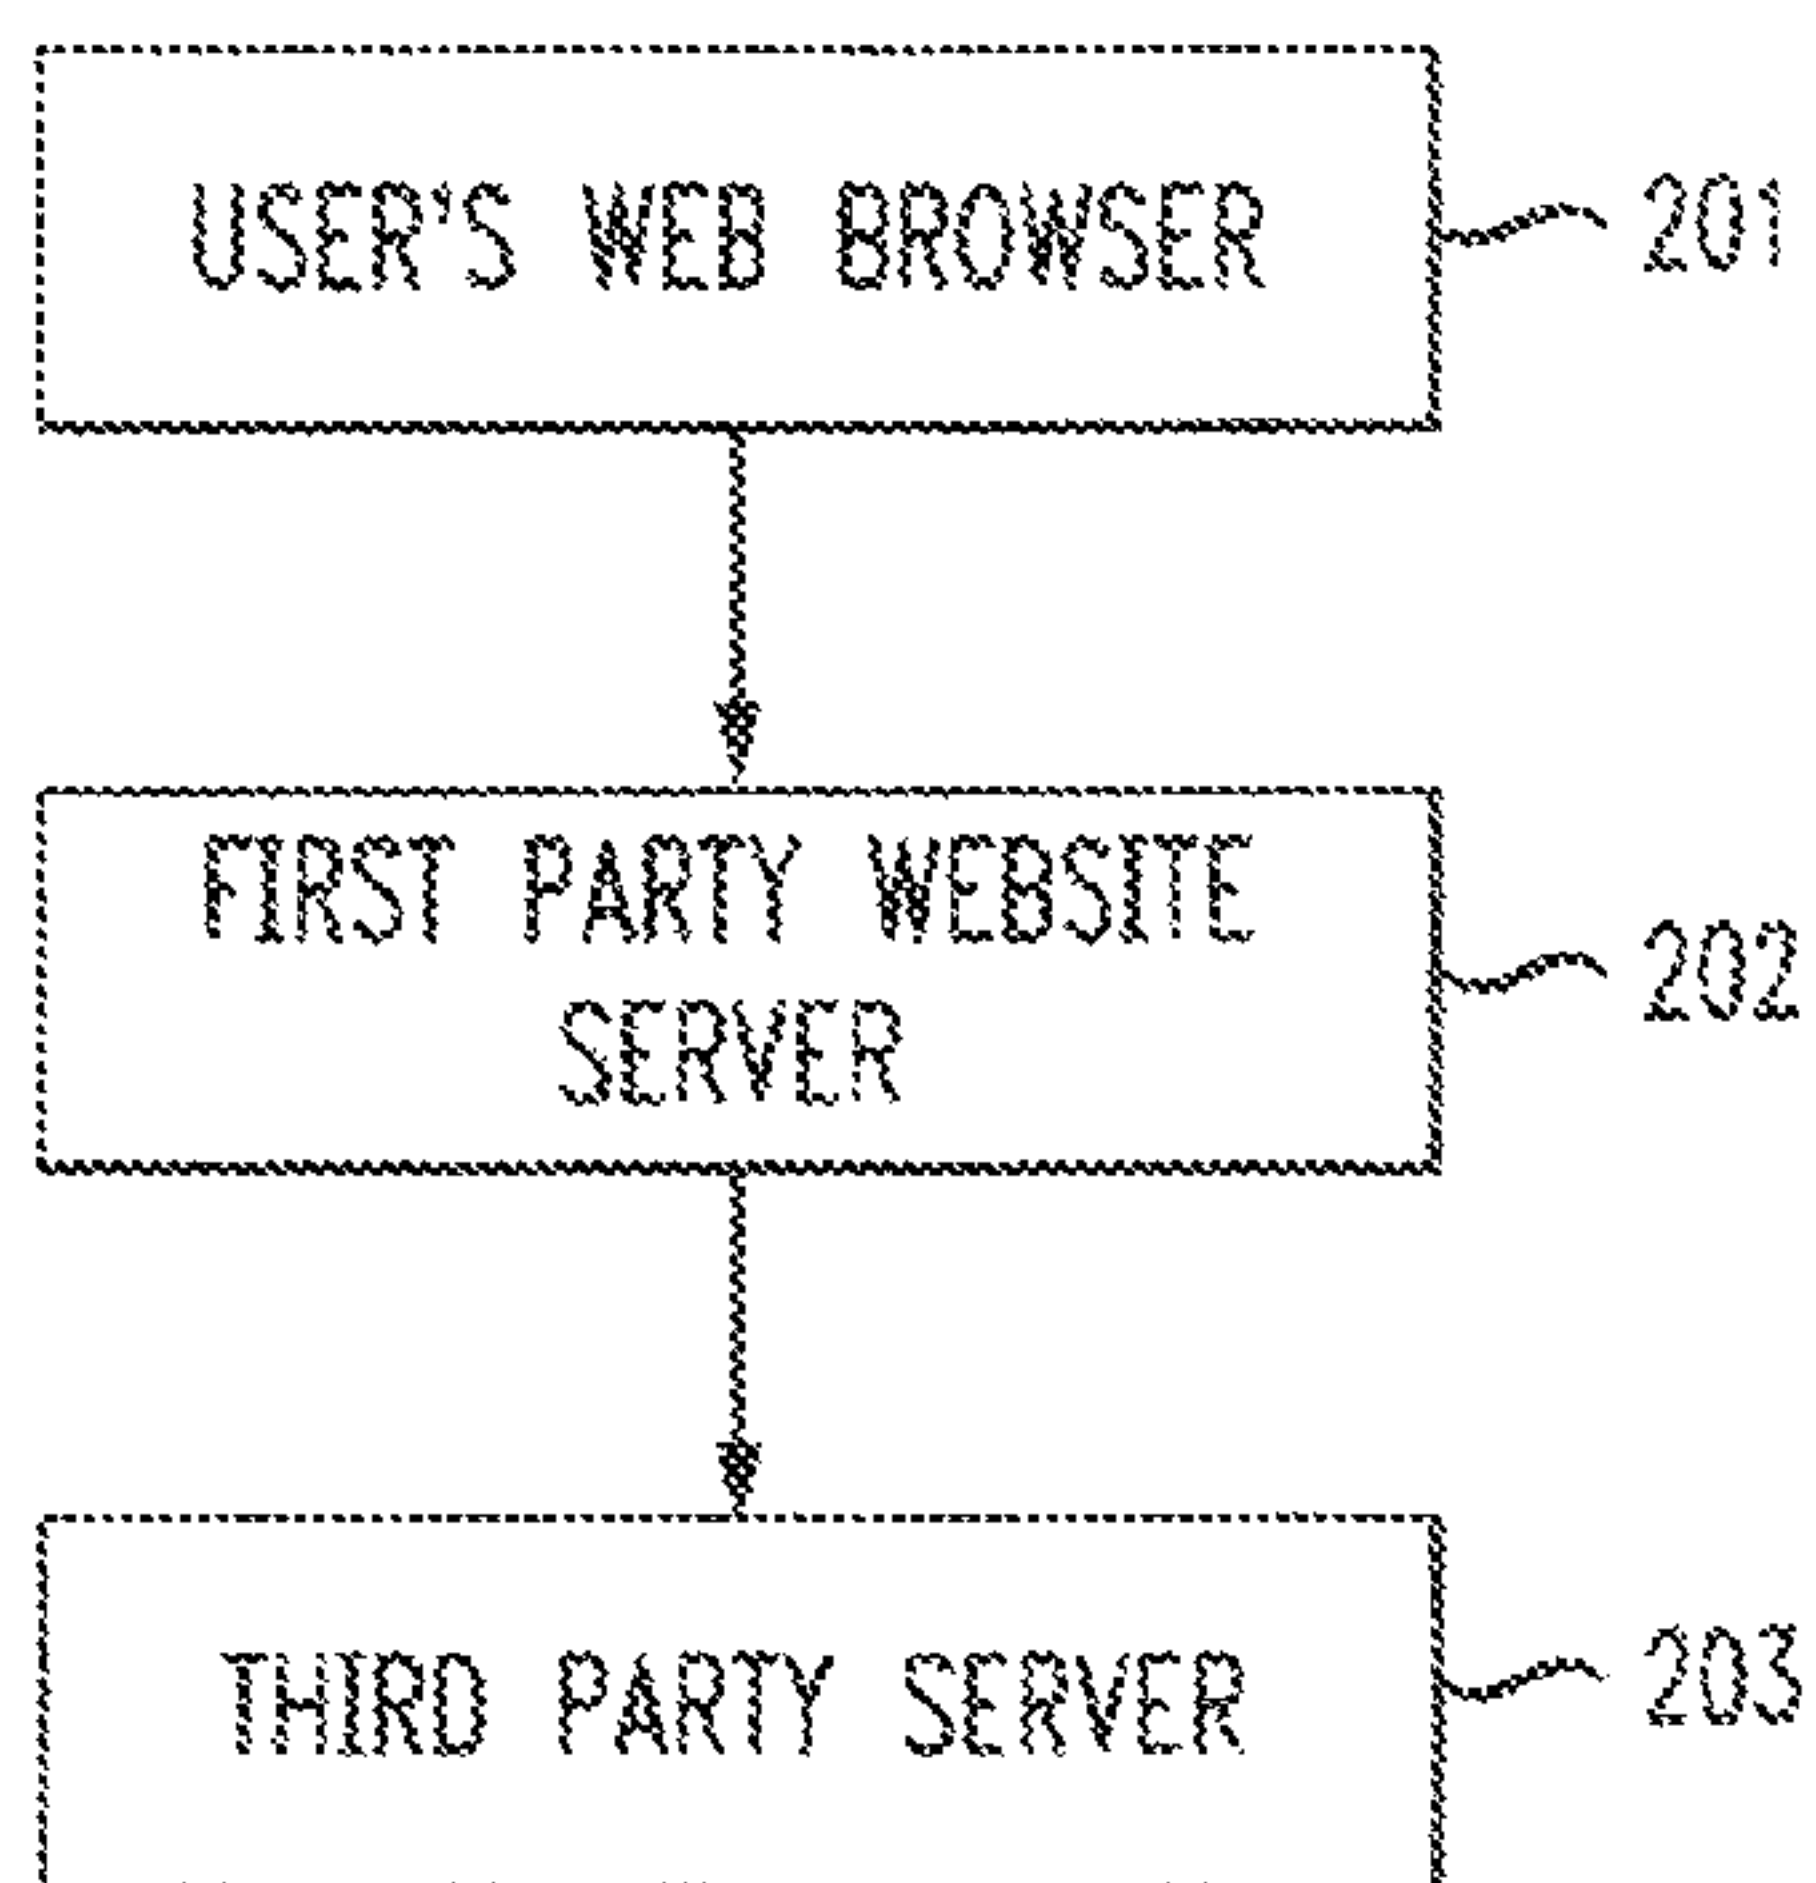 USER'S WEB BROWSER
201
FIRST PARTY WEBSITE
SERVER
202
THIRD PARTY SERVER
203